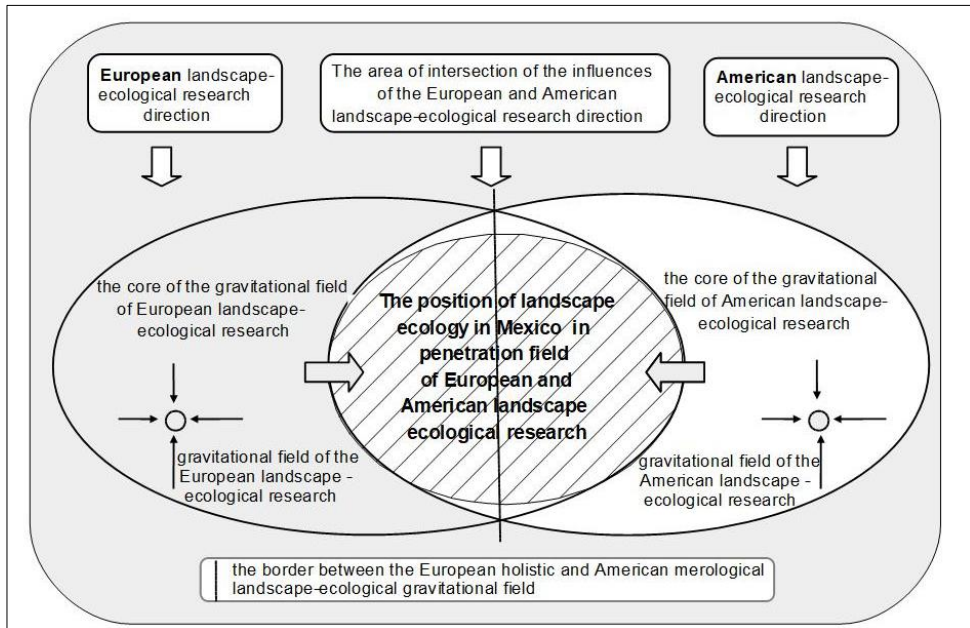 European landscape-
ecological research
direction
The area of intersection of the influences
of the European and American
landscape-ecological research direction
American landscape-
ecological research
direction
the core of the gravitational field
of European landscape-
ecological research
The position of landscape
ecology in Mexico in
penetration field
of European and
American landscape
ecological research
the core of the gravitational
field of American landscape-
ecological research
gravitational field of the
European landscape -
ecological research
gravitational field of the
American landscape -
ecological research
the border between the European holistic and American merological
landscape-ecological gravitational field